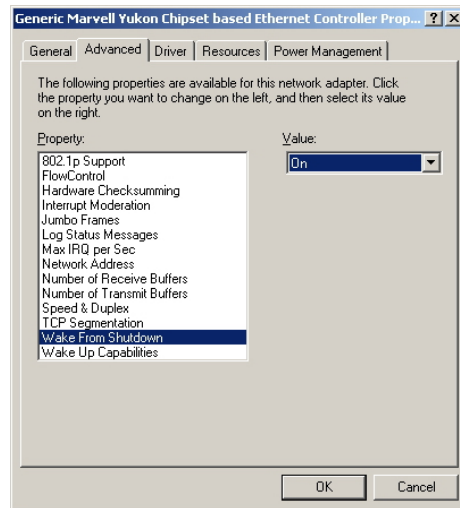 Generic Marvell Yukon Chipset based Ethernet Controller Prop... ? X
General Advanced Driver Resources Power Management
The following properties are available for this network adapter. Click
the property you want to change on the left, and then select its value
on the right.
Property:
Value:
802.1p Support
FlowControl
Hardware Checksumming
Interrupt Moderation
Jumbo Frames
Log Status Messages
Max IRQ per Sec
Network Address
Number of Receive Buffers
Number of Transmit Buffers
Speed & Duplex
TCP Segmentation
Wake From Shutdown
Wake Up Capabilities
On
OK Cancel